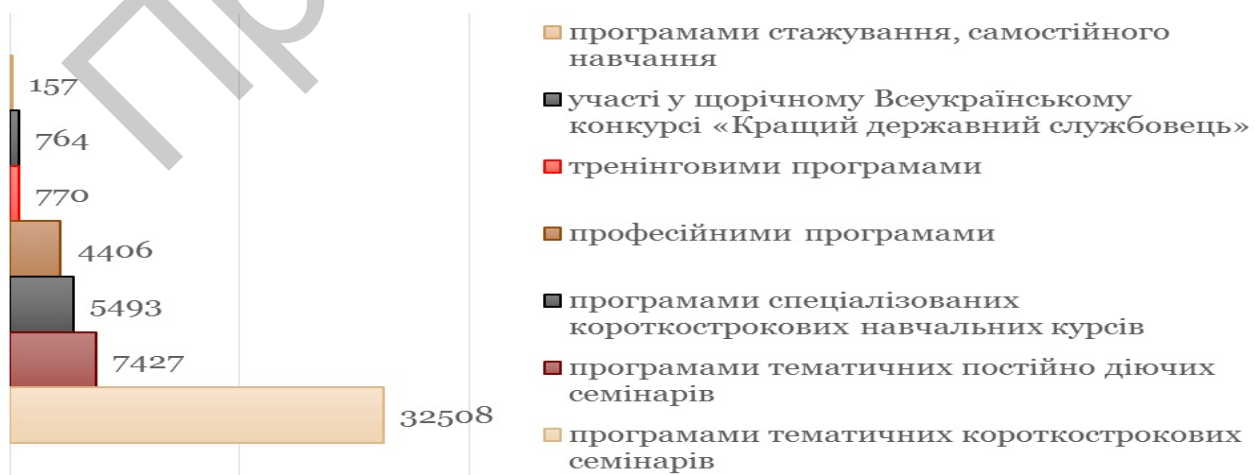 Пр
157
764
770
4406
5493
7427
32508
програмами стажування, самостійного
навчання
участі у щорічному Всеукраїнському
конкурсі «Кращий державний службовець»
тренінговими програмами
професійними програмами
програмами спеціалізованих
короткострокових навчальних курсів
програмами тематичних постійно діючих
семінарів
програмами тематичних короткострокових
семінарів